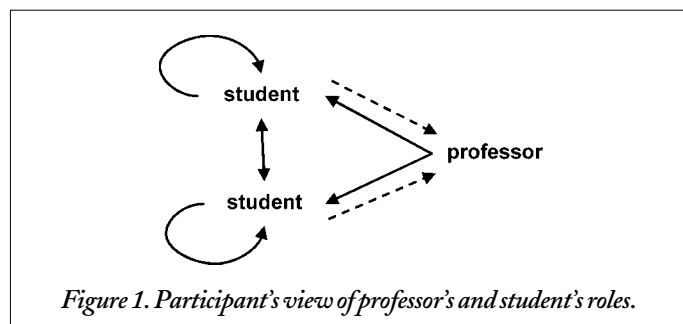 student
professor
student
Figure 1. Participant's view of professor's and student's roles.